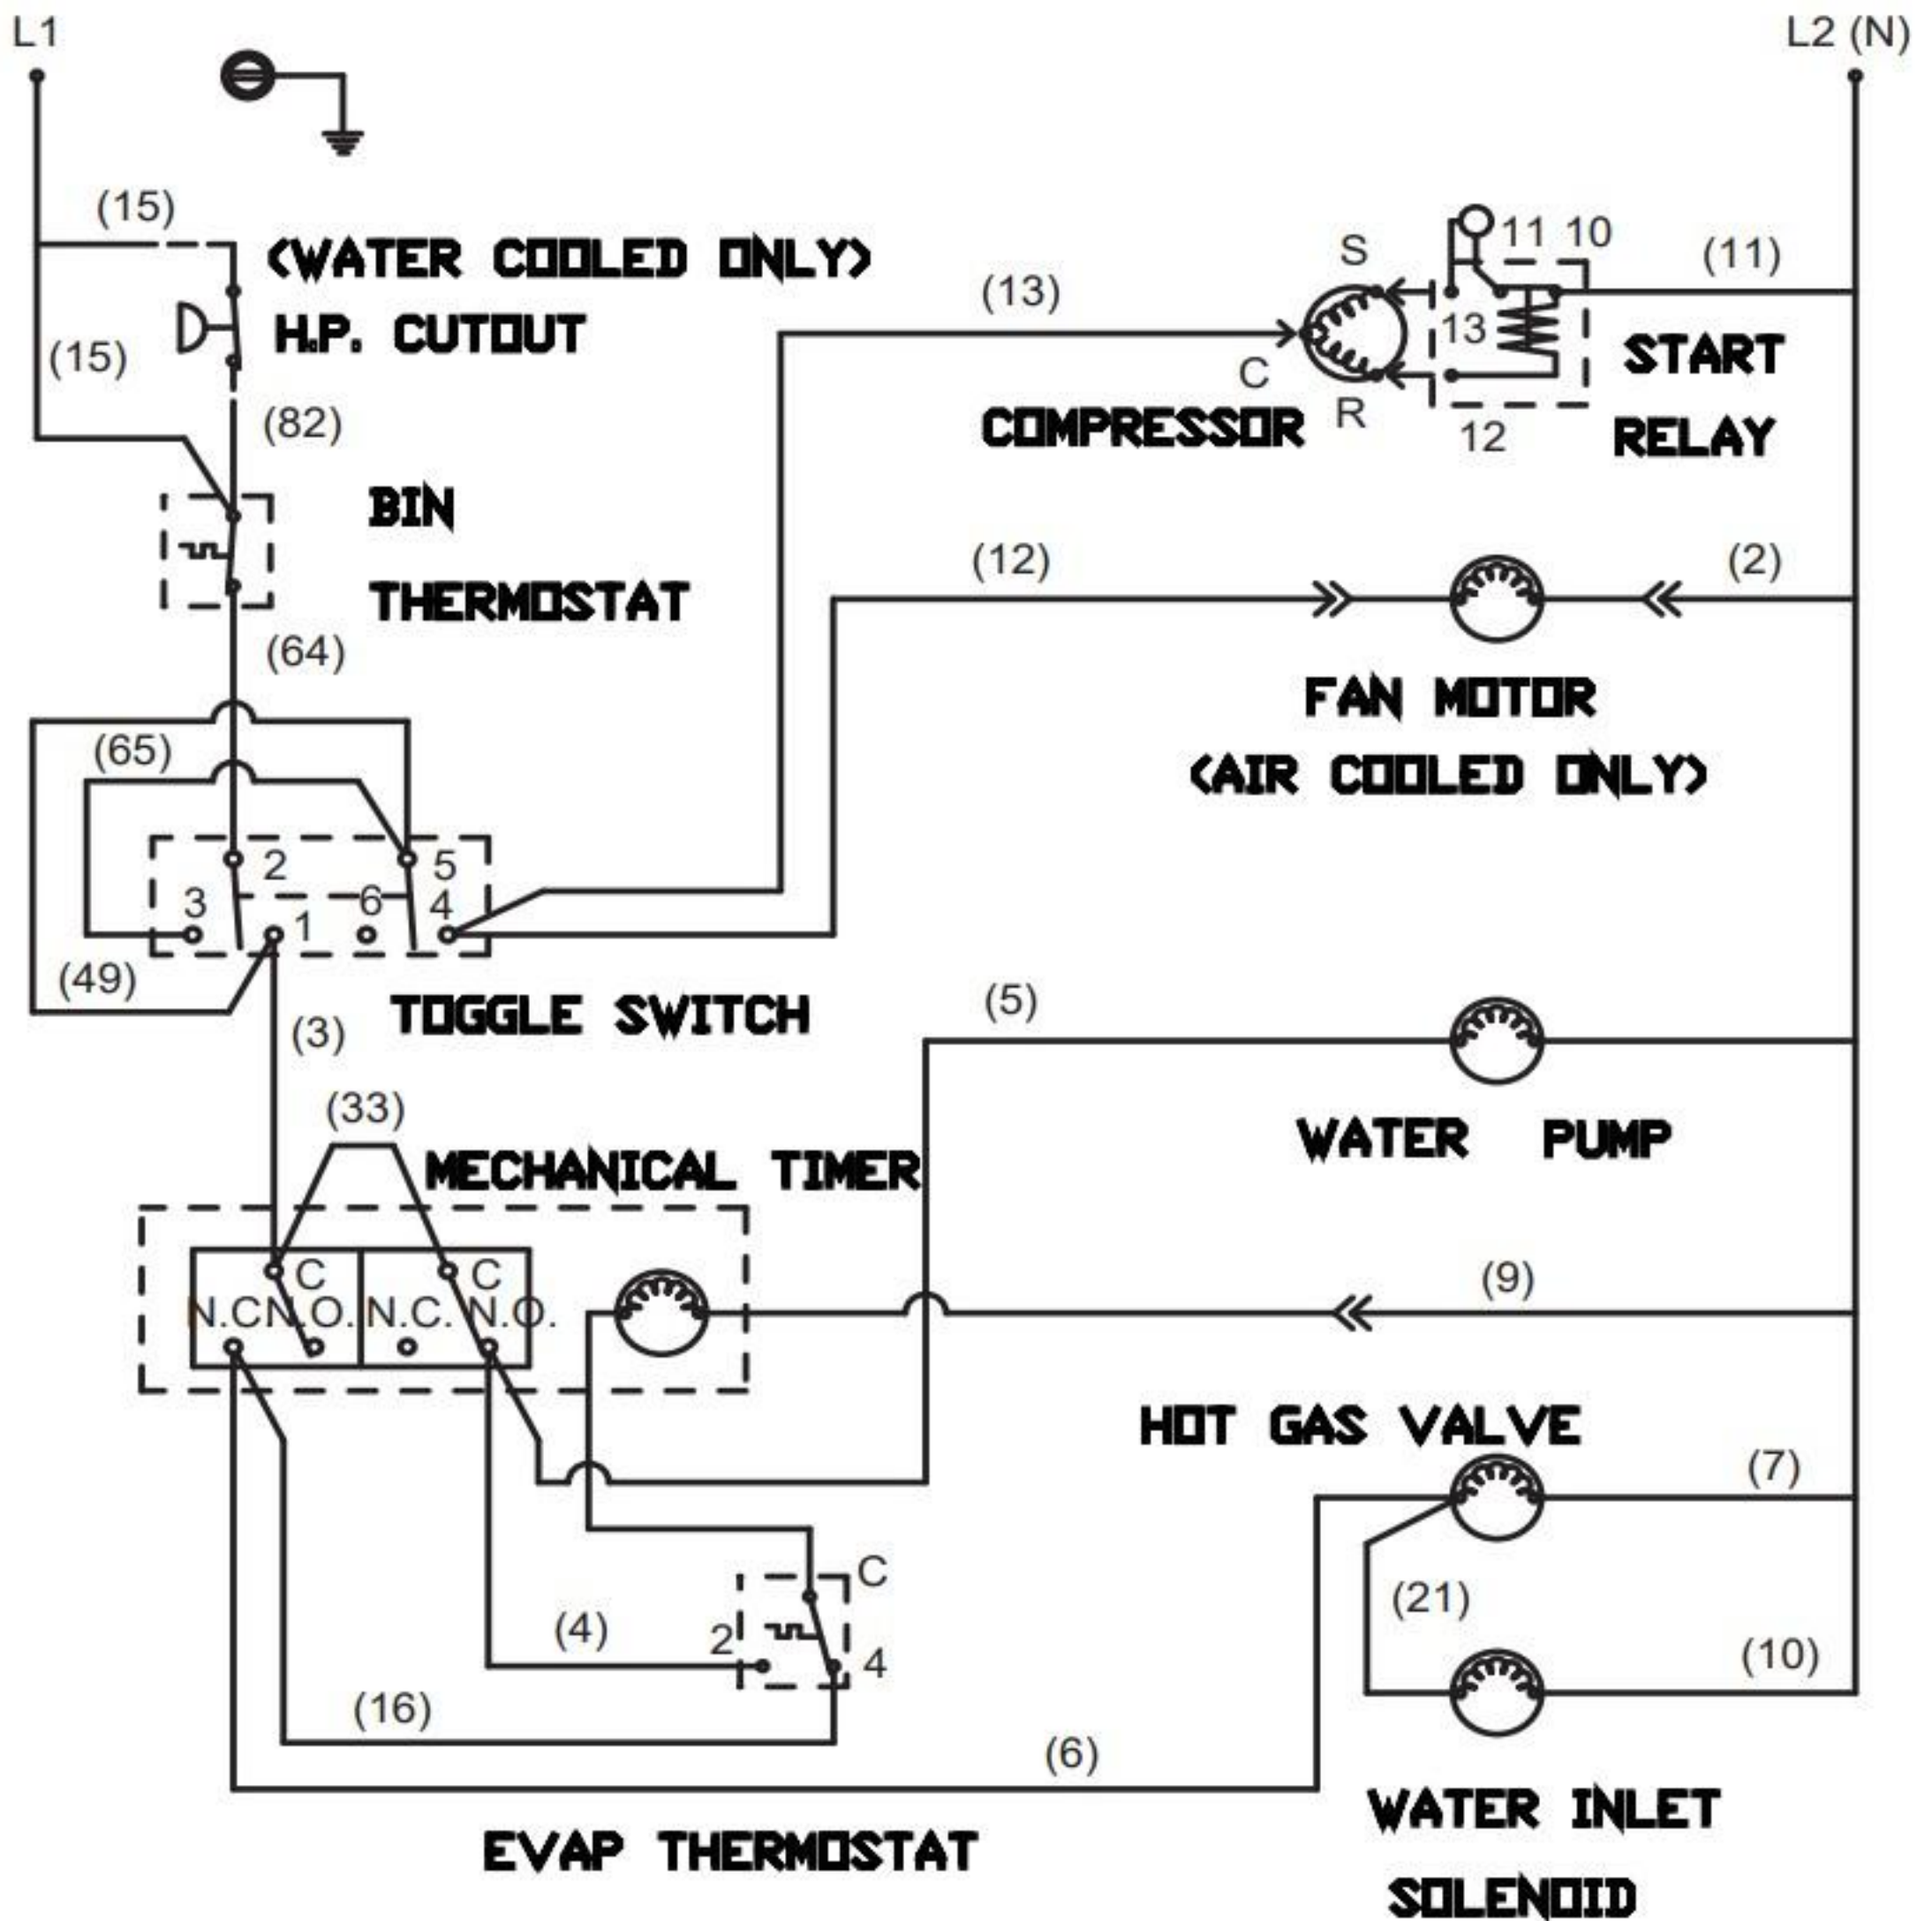 L1
L2 (N)
(15)
(WATER COOLED ONLY)
H.P. CUTOUT
(15)
(82)
S
11 10
(11)
(13)
13
C
R
12
START
RELAY
COMPRESSOR
BIN
THERMOSTAT
(12)
(2)
(64)
FAN MOTOR
(AIR COOLED ONLY)
(65)
2
5
3
6
4
1
(49)
TOGGLE SWITCH
(3)
(5)
(33)
WATER PUMP
MECHANICAL TIMER
C
C
N.C N.O. N.C. N.O.
(9)
HOT GAS VALVE
(7)
C
(21)
(4)
2
4
(10)
(16)
(6)
WATER INLET
SOLENOID
EVAP THERMOSTAT